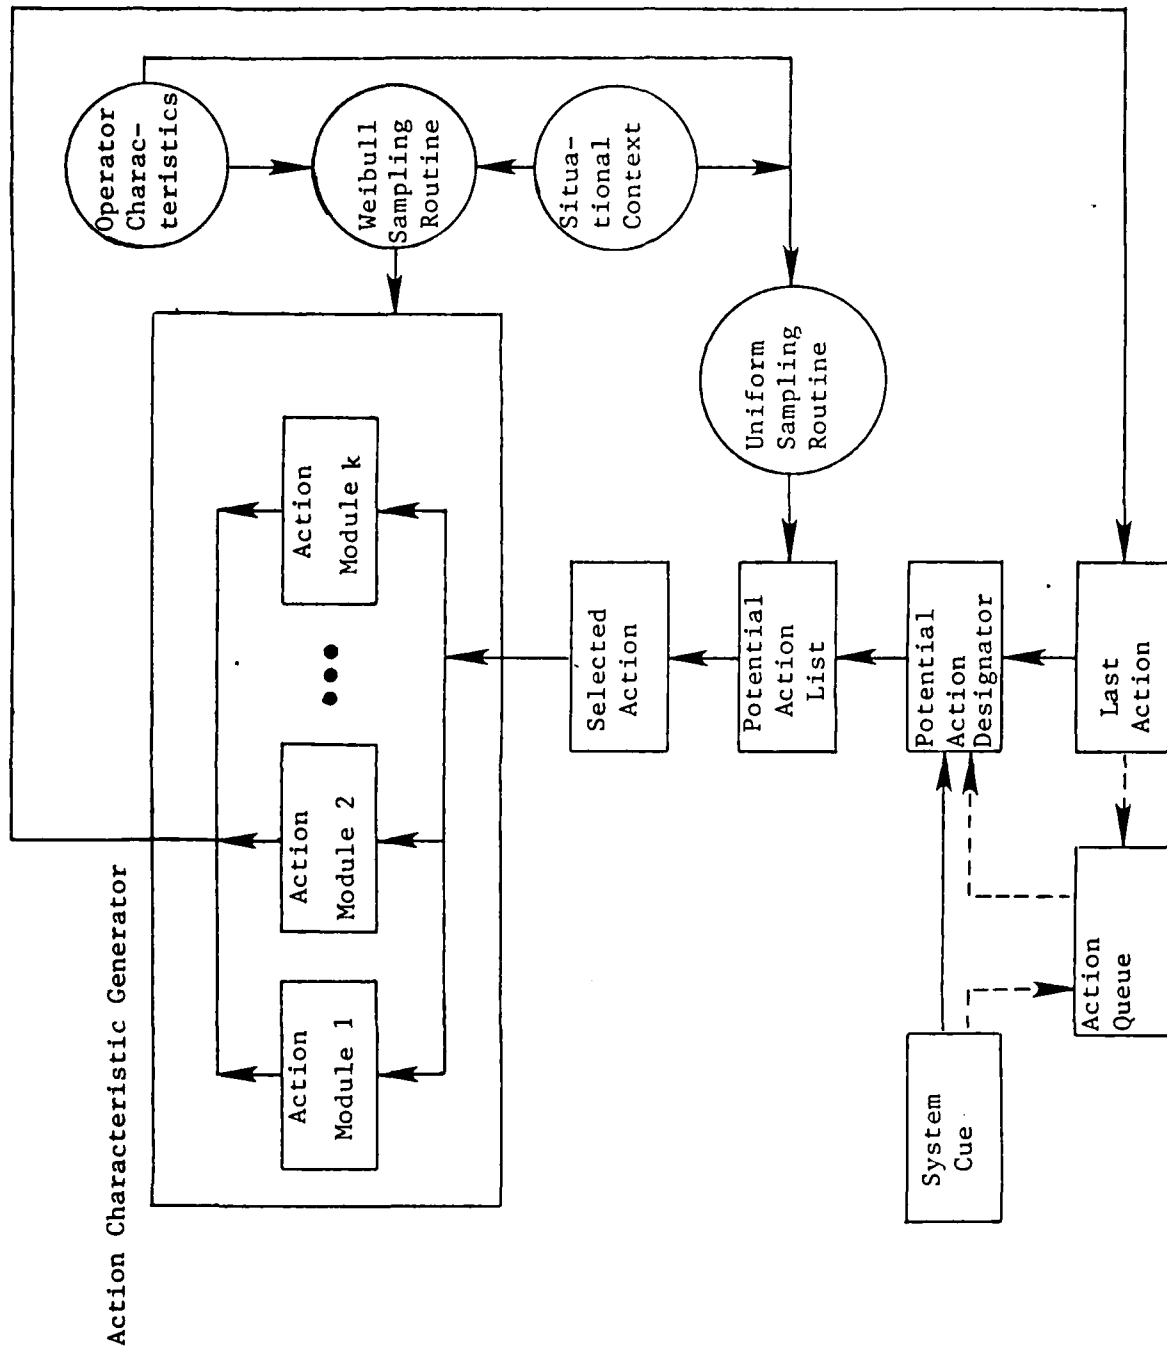 Action Characteristic Generator
Action
Module 1
Action
Module 2
Action
Module k
Operator
Charac-
teristics
Weibull
Sampling
Routine
Situa-
tional
Context
Uniform
Sampling
Routine
Selected
Action
Potential
Action
List
Potential
Action
Designator
Last
Action
System
Cue
Action
Queue